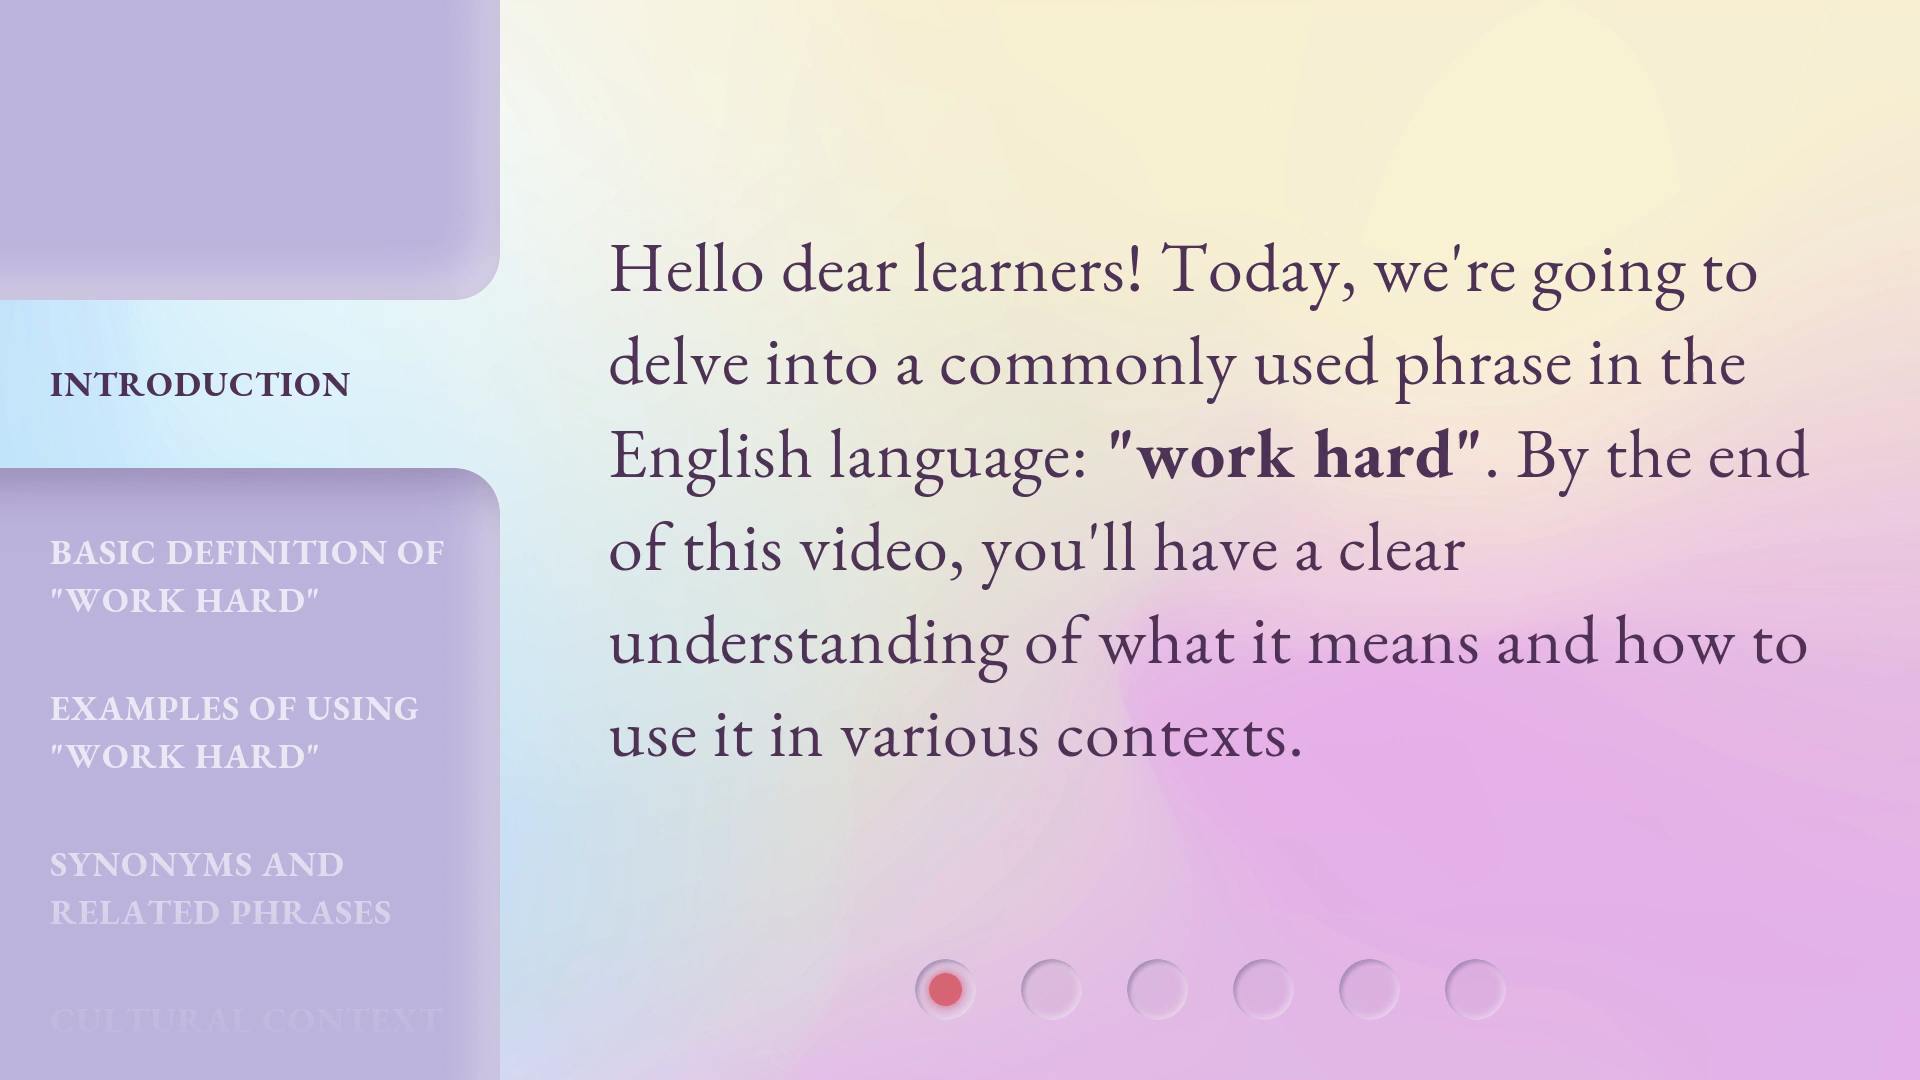 INTRODUCTION
BASIC DEFINITION OF
"WORK HARD"
EXAMPLES OF USING
"WORK HARD"
SYNONYMS AND
RELATED PHRASES
CULTURAL CONTEXT
Hello dear learners! Today, we're going to
delve into a commonly used phrase in the
English language: "work hard". By the end
of this video, you'll have a clear
understanding of what it means and how to
use it in various contexts.